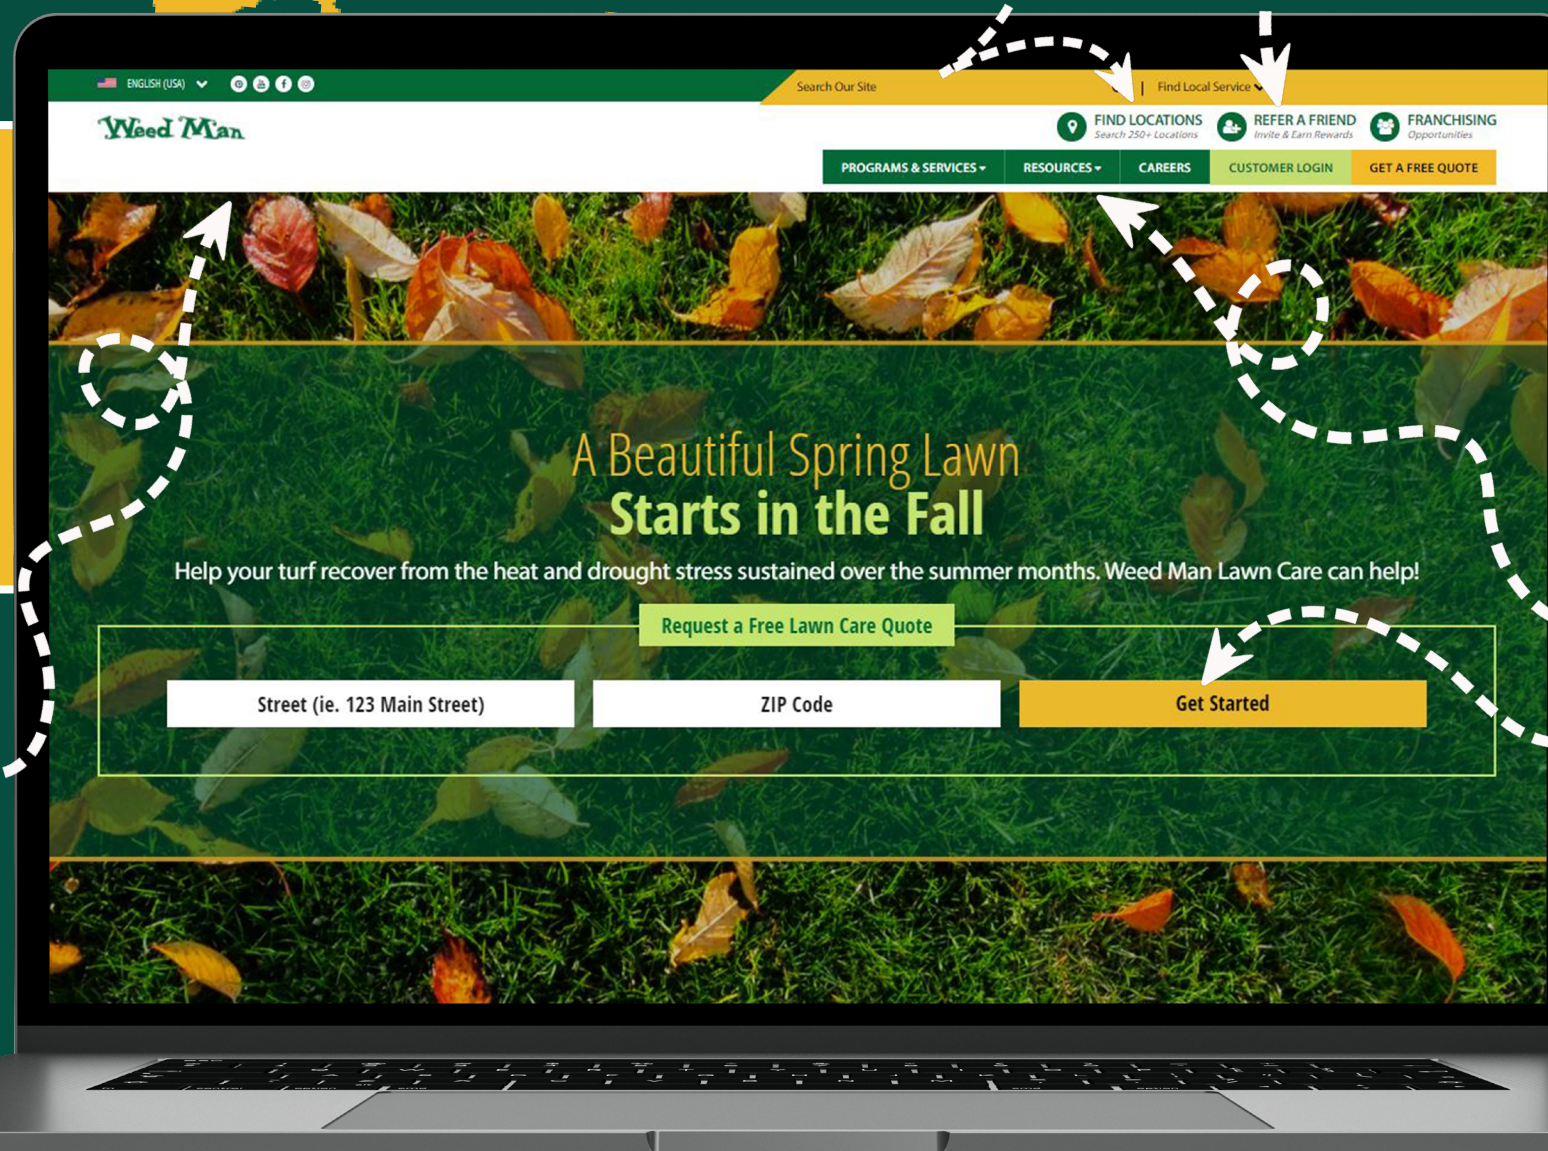 ENGLISH (USA)
Search Our Site
Find Local Service
Weed Man
FIND LOCATIONS
Search 250+ Locations
REFER A FRIEND
Invite & Earn Rewards
FRANCHISING
Opportunities
PROGRAMS & SERVICES
RESOURCES
CAREERS
CUSTOMER LOGIN
GET A FREE QUOTE
A Beautiful Spring Lawn
Starts in the Fall
Help your turf recover from the heat and drought stress sustained over the summer months. Weed Man Lawn Care can help!
Request a Free Lawn Care Quote
Street (ie. 123 Main Street)
ZIP Code
Get Started